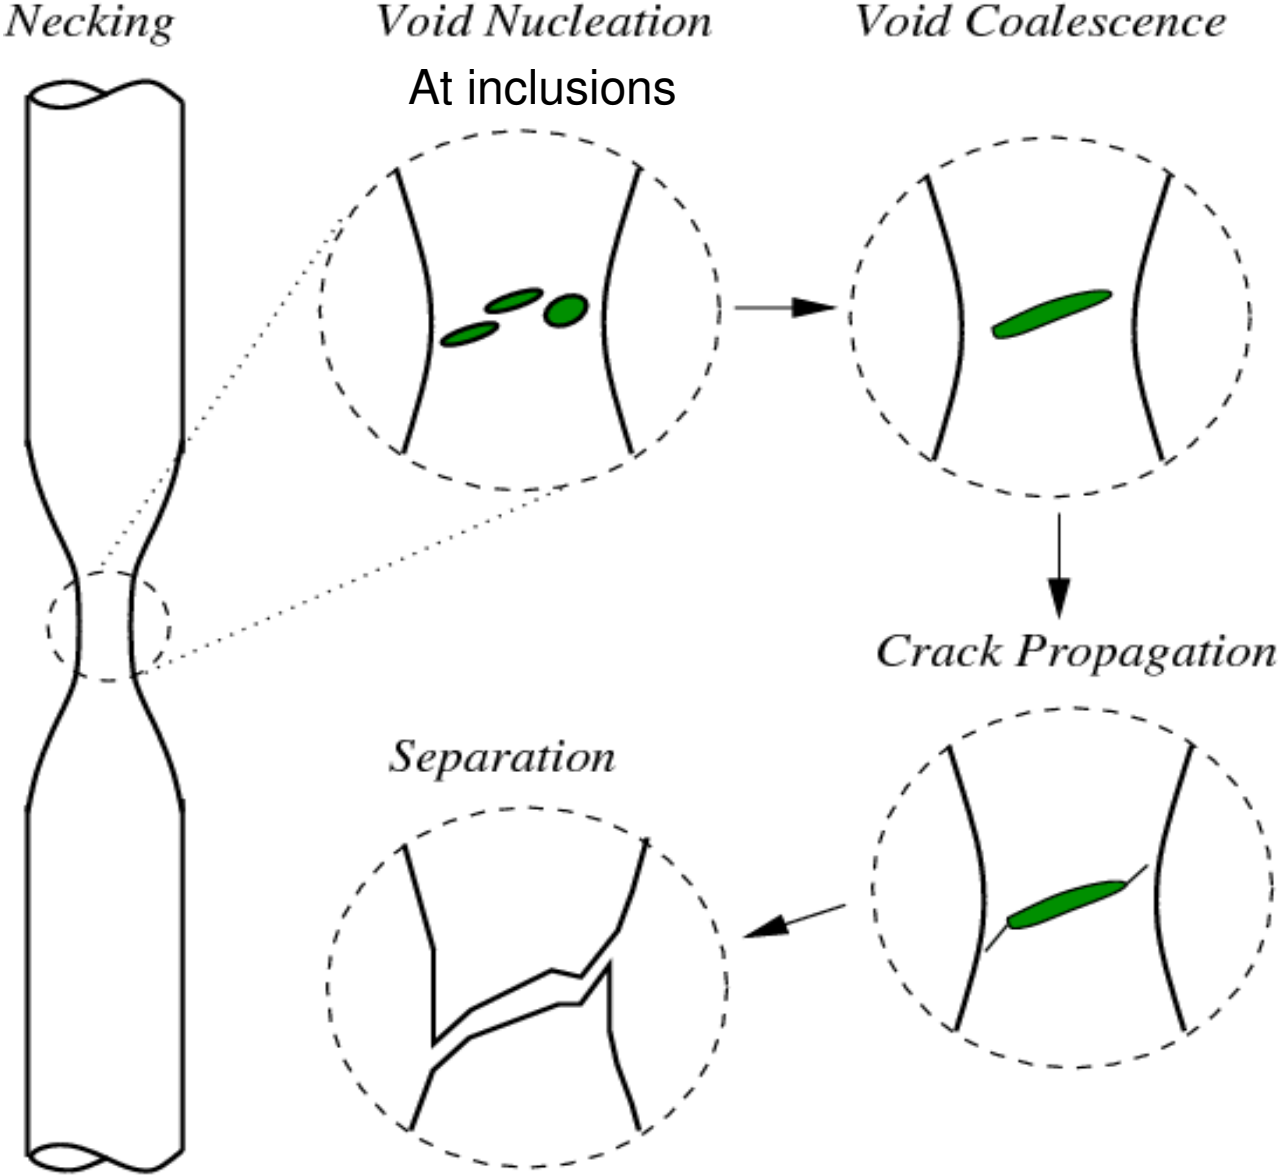 Necking
Void Nucleation
At inclusions
Void Coalescence
Crack Propagation
Separation